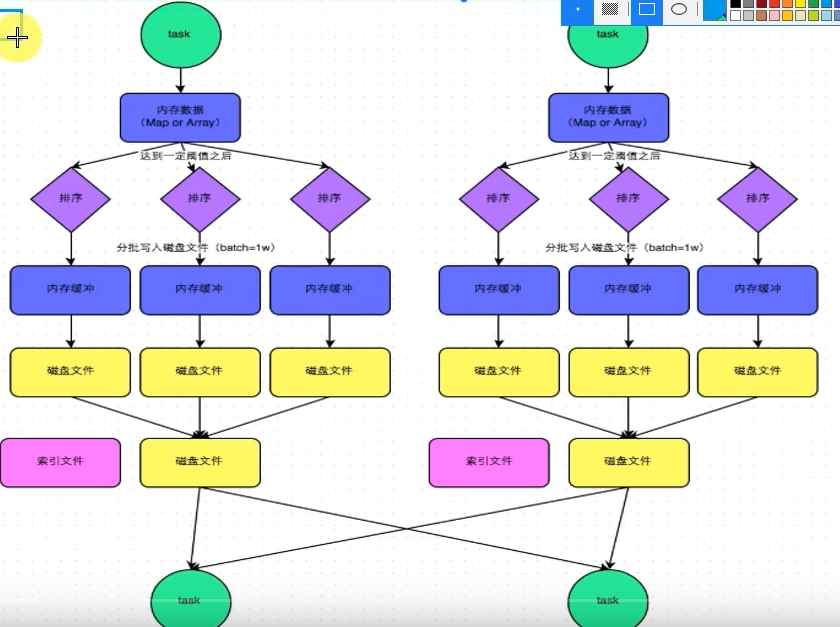 task
task
内存数据
(Map or Array)
内存数据
(Map or Array)
达到一定阈值之后
达到一定阈值之后
排序
排序
排序
排序
排序
排序
分批写入磁盘文件（batch=1w）
分批写入磁盘文件（batch=1w）
内存缓冲
内存缓冲
内存缓冲
内存缓冲
内存缓冲
内存缓冲
磁盘文件
磁盘文件
磁盘文件
磁盘文件
磁盘文件
磁盘文件
索引文件
磁盘文件
索引文件
磁盘文件
task
task